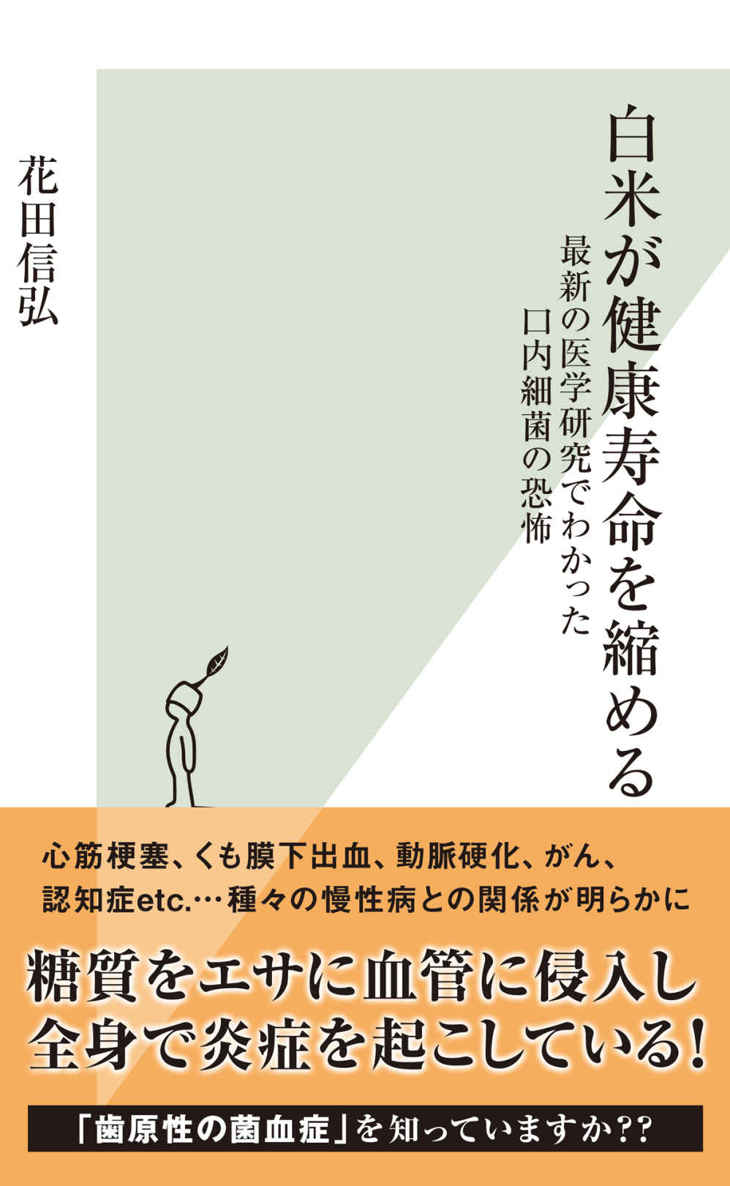 白米が健康寿命を縮める
最新の医学研究でわかった
口内細菌の恐怖
花田信弘
心筋梗塞、くも膜下出血、動脈硬化、がん、
認知症etc.…種々の慢性病との関係が明らかに
糖質をエサに血管に侵入し
全身で炎症を起こしている!
「歯原性の菌血症」を知っていますか??